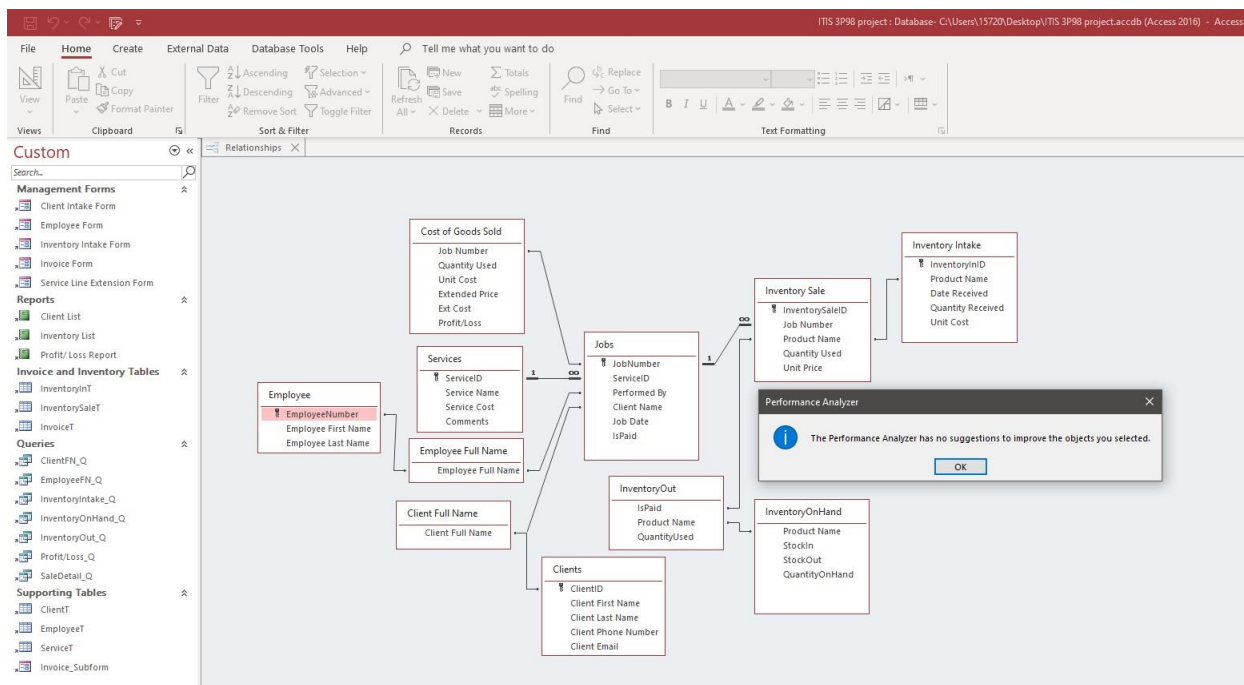 ITIS 3P98 project : Database- C:\Users\15720\Desktop\ITIS 3P98 project.accdb (Access 2016) - Access
File Home Create External Data Database Tools Help Tell me what you want to do
View
Views
Paste
Cut
Copy
Format Painter
Clipboard
Filter
Ascending
Descending
Remove Sort
Selection
Advanced
Toggle Filter
Sort & Filter
Refresh
All
New
Save
Delete
Totals
Spelling
More
Records
Find
Replace
Go To
Select
Find
B I U A
Text Formatting
Custom
Search...
Management Forms
Client Intake Form
Employee Form
Inventory Intake Form
Invoice Form
Service Line Extension Form
Reports
Client List
Inventory List
Profit/ Loss Report
Invoice and Inventory Tables
InventoryInT
InventorySaleT
InvoiceT
Queries
ClientFN_Q
EmployeeFN_Q
InventoryIntake_Q
InventoryOnHand_Q
InventoryOut_Q
Profit/Loss_Q
SaleDetail_Q
Supporting Tables
ClientT
EmployeeT
ServiceT
Invoice_Subform
Relationships
Cost of Goods Sold
Job Number
Quantity Used
Unit Cost
Extended Price
Ext Cost
Profit/Loss
Services
ServiceID
Service Name
Service Cost
Comments
1 ∞
Employee
EmployeeNumber
Employee First Name
Employee Last Name
Employee Full Name
Employee Full Name
Client Full Name
Client Full Name
Jobs
JobNumber
ServiceID
Performed By
Client Name
Job Date
IsPaid
1 ∞
Clients
ClientID
Client First Name
Client Last Name
Client Phone Number
Client Email
InventoryOut
IsPaid
Product Name
QuantityUsed
Inventory Sale
InventorySaleID
Job Number
Product Name
Quantity Used
Unit Price
Inventory Intake
InventoryInID
Product Name
Date Received
Quantity Received
Unit Cost
InventoryOnHand
Product Name
StockIn
StockOut
QuantityOnHand
Performance Analyzer
The Performance Analyzer has no suggestions to improve the objects you selected.
OK